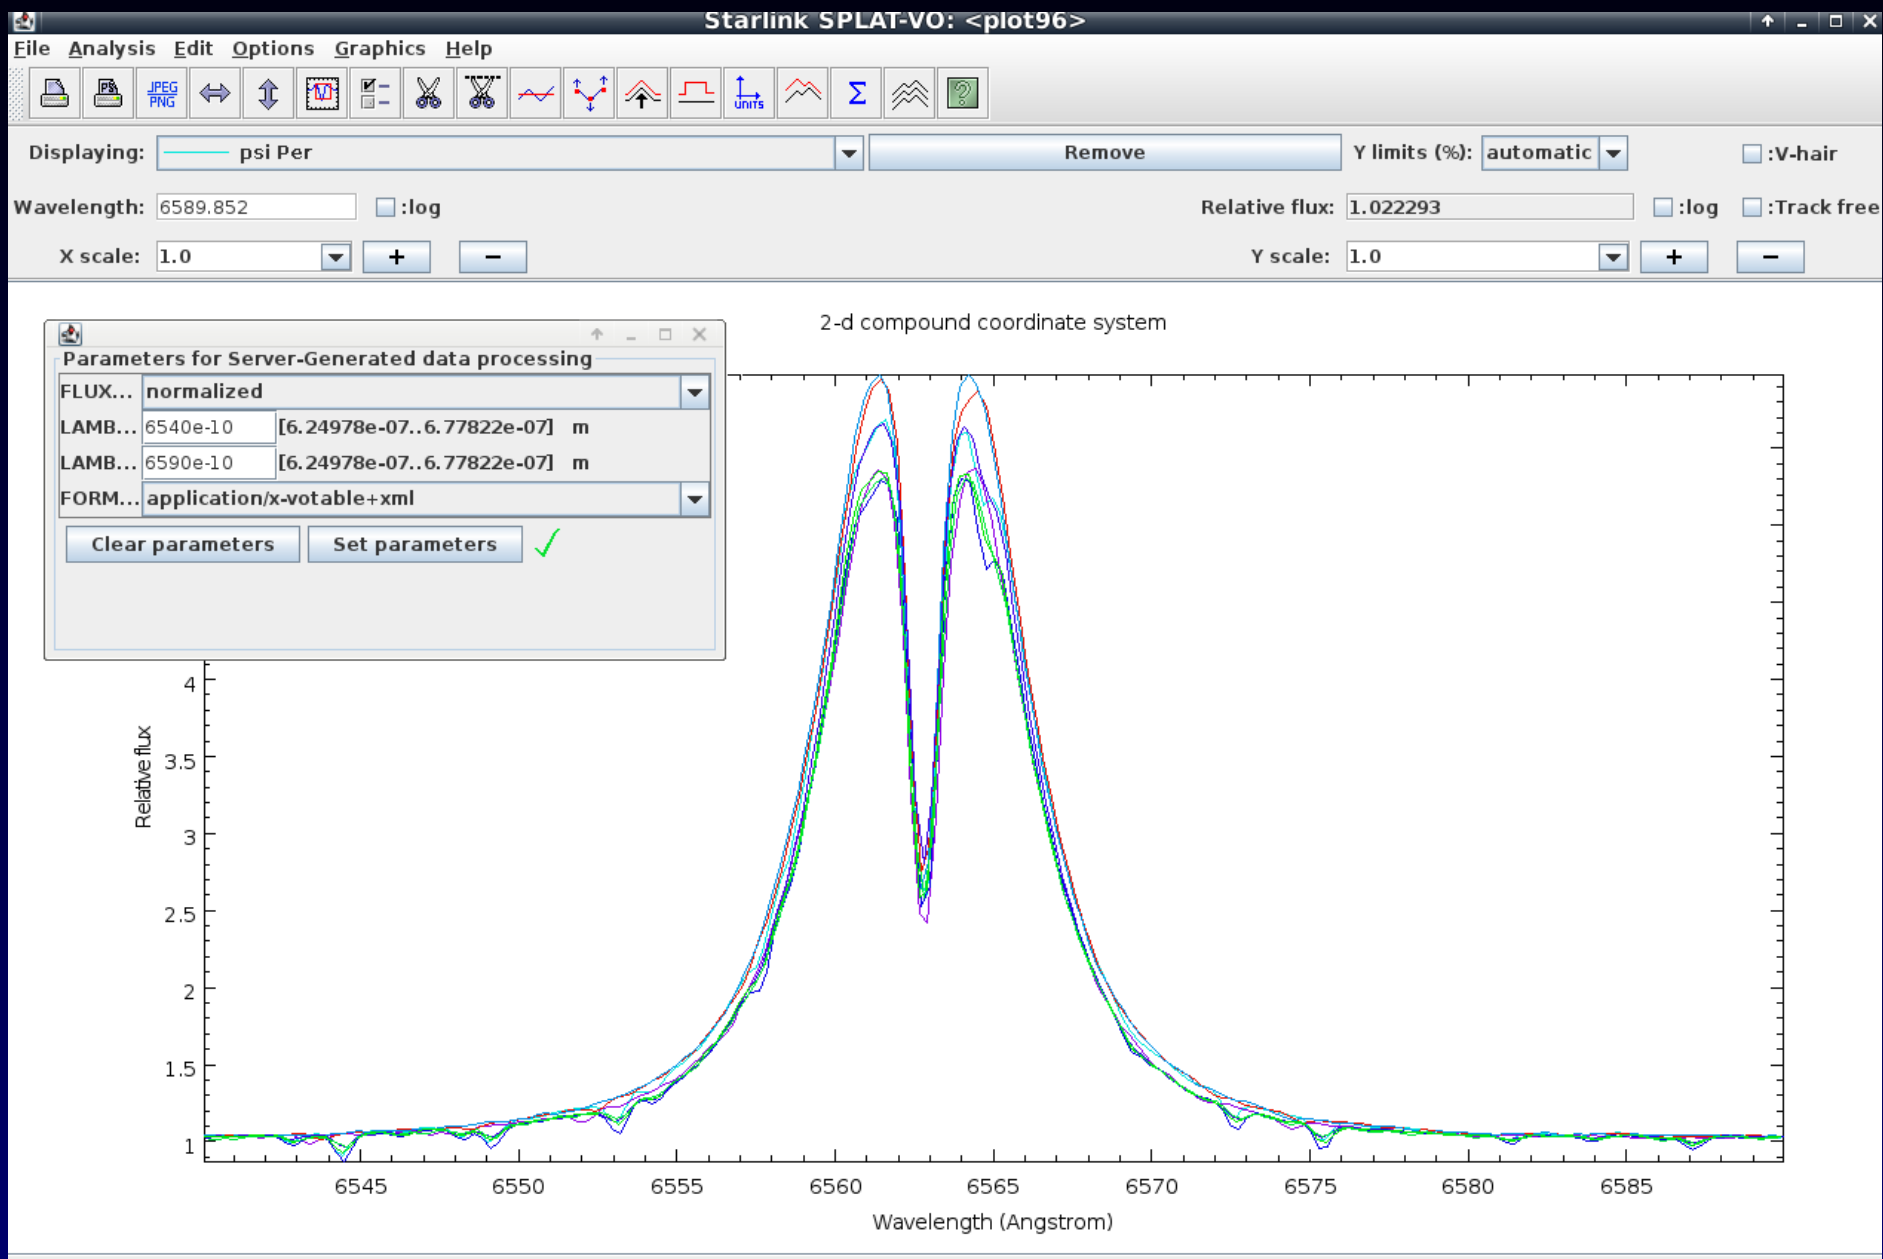 Starlink SPLAT-VO: <plot96>
File Analysis Edit Options Graphics Help
PS JPEG PNG UNITS Σ ?
Displaying: psi Per Remove Y limits (%): automatic :V-hair
Wavelength: 6589.852 :log Relative flux: 1.022293 :log :Track free
X scale: 1.0 + − Y scale: 1.0 + −
2-d compound coordinate system
Parameters for Server-Generated data processing
FLUX... normalized
LAMB... 6540e-10 [6.24978e-07..6.77822e-07] m
LAMB... 6590e-10 [6.24978e-07..6.77822e-07] m
FORM... application/x-votable+xml
Clear parameters Set parameters
4
3.5
3
2.5
2
1.5
1
Relative flux
6545 6550 6555 6560 6565 6570 6575 6580 6585
Wavelength (Angstrom)